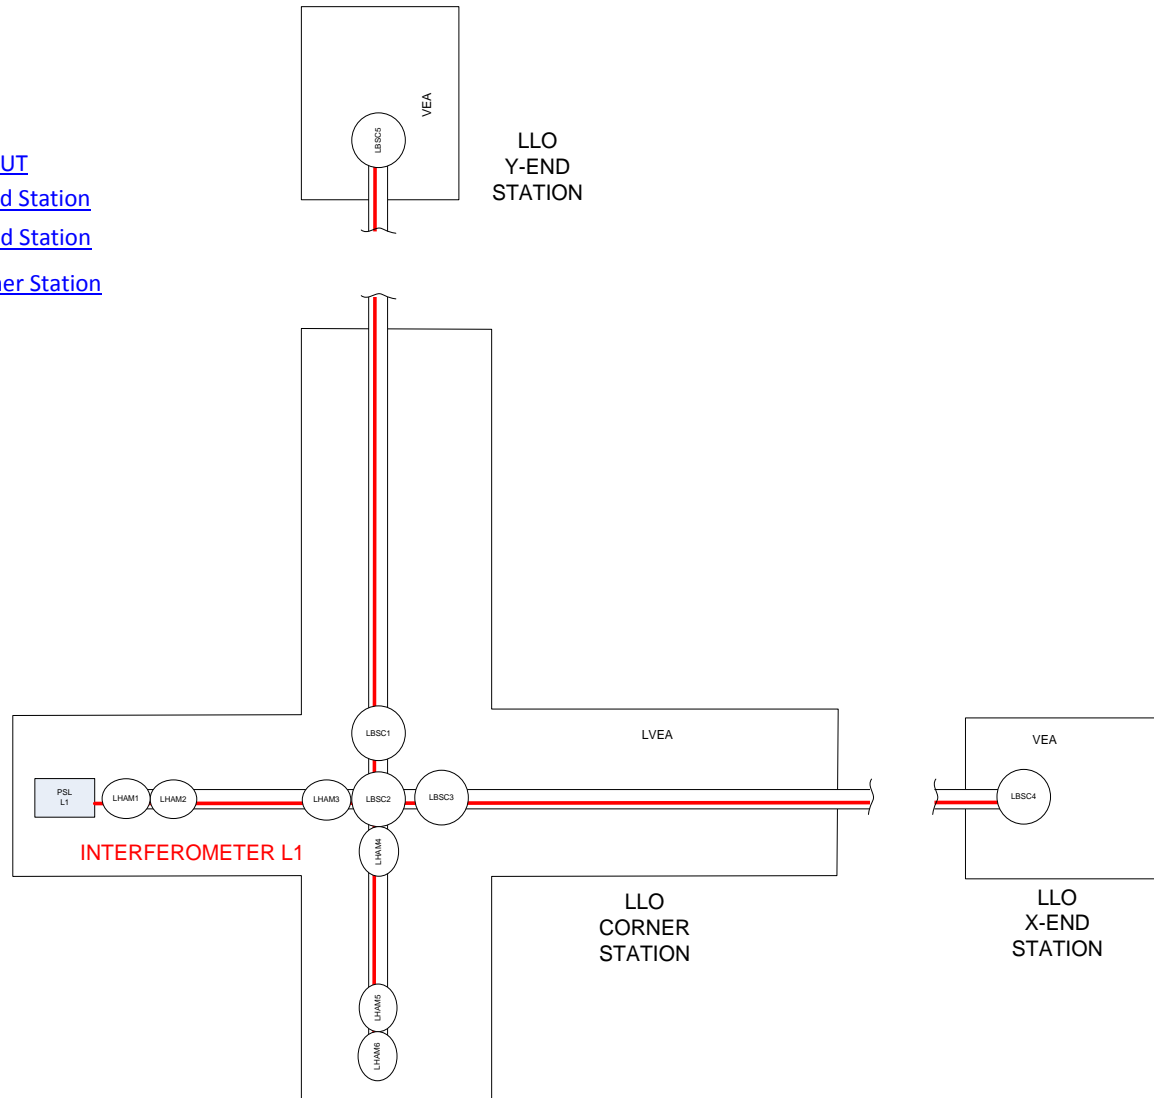 VEA
LBSC5
LLO
Y-END
STATION
UT
d Station
d Station
ner Station
LBSC1
LVEA
VEA
PSL
L1
LHAM1
LHAM2
LHAM3
LBSC2
LBSC3
LBSC4
LHAM4
INTERFEROMETER L1
LLO
CORNER
STATION
LLO
X-END
STATION
LHAM5
LHAM6